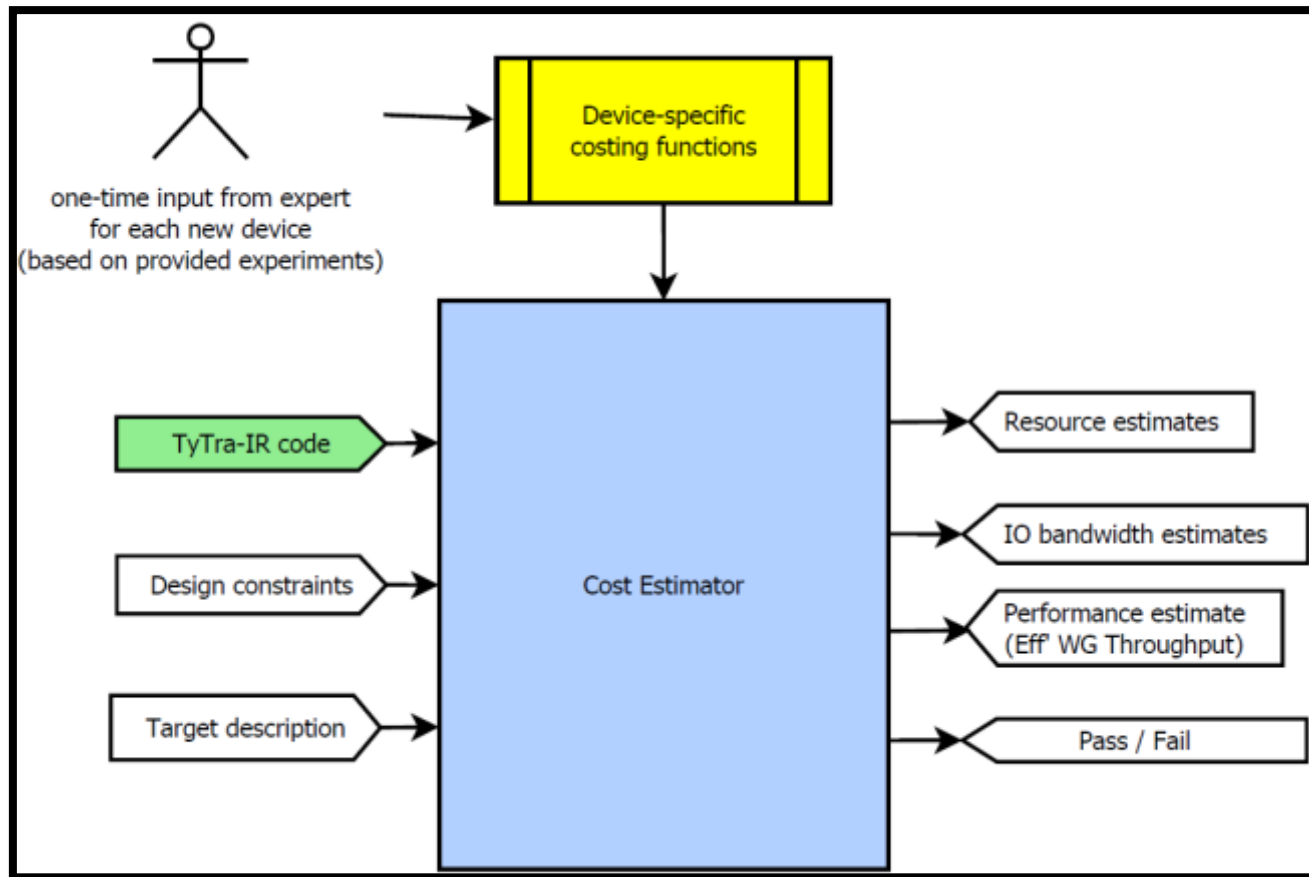 Device-specific
costing functions
one-time input from expert
for each new device
(based on provided experiments)
TyTra-IR code
Design constraints
Target description
Cost Estimator
Resource estimates
IO bandwidth estimates
Performance estimate
(Eff' WG Throughput)
Pass / Fail